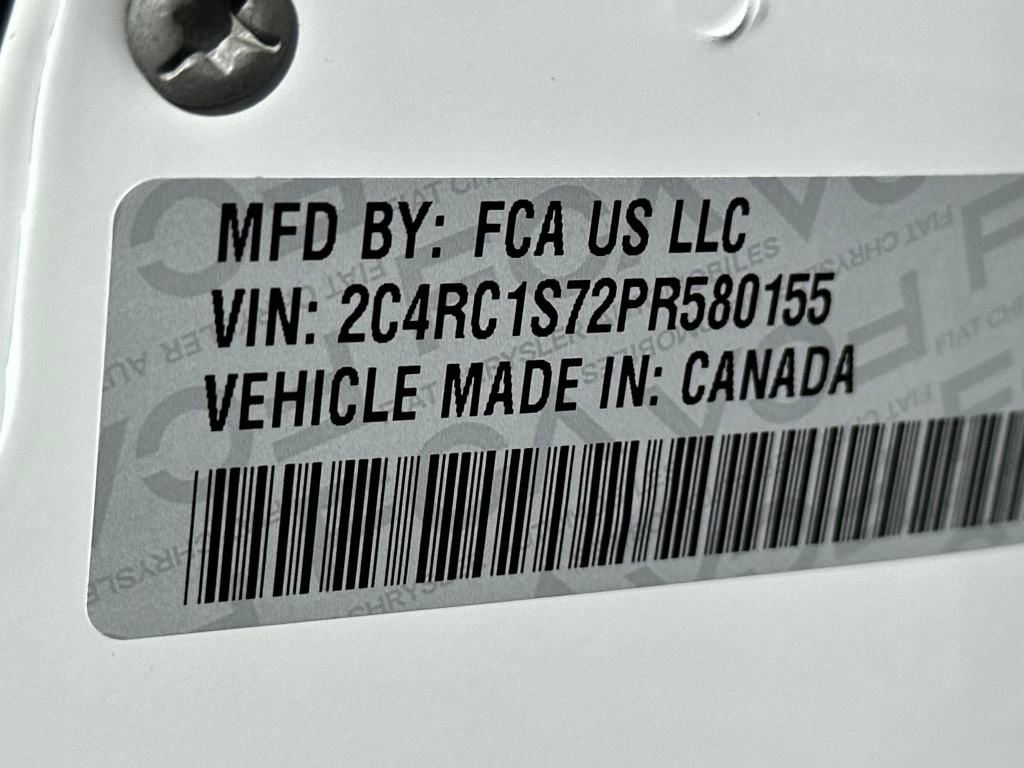 MFD BY: FCA US LLC
VIN: 2C4RC1S72PR580155
VEHICLE MADE IN: CANADA